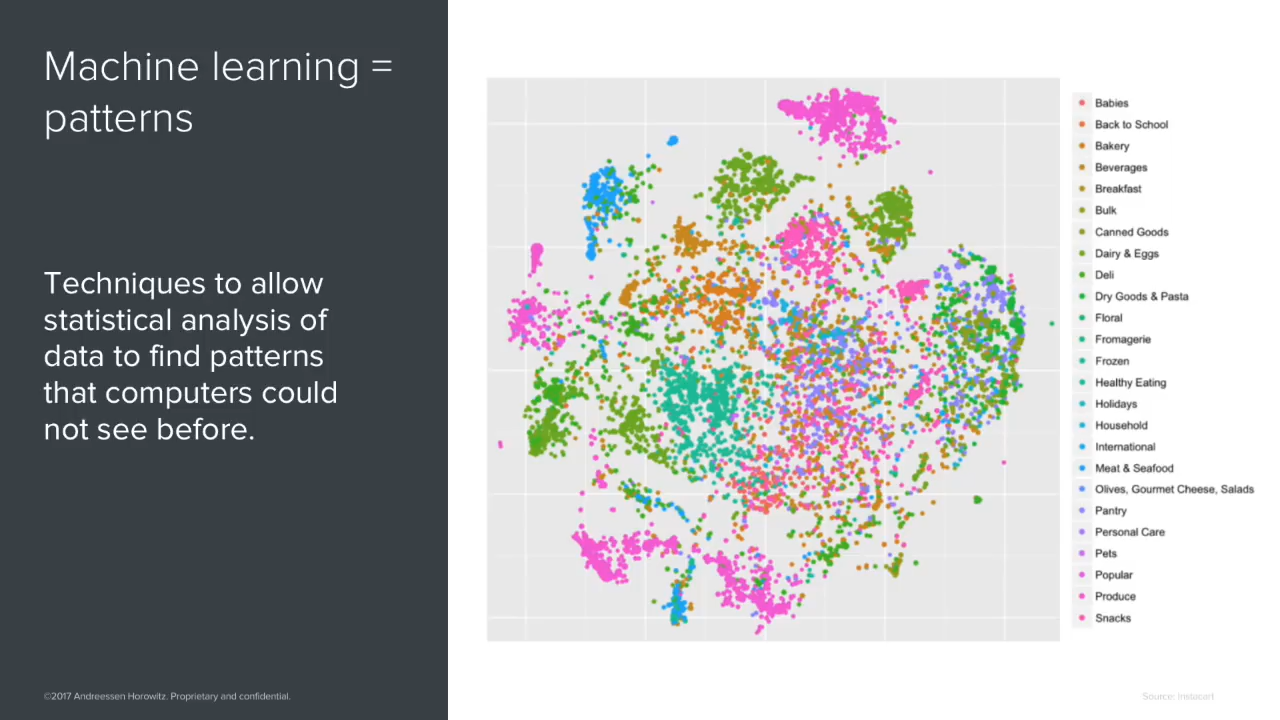 Machine learning =
patterns
Techniques to allow
statistical analysis of
data to find patterns
that computers could
not see before.
Babies
Back to School
Bakery
Beverages
Breakfast
Bulk
Canned Goods
Dairy & Eggs
Deli
Dry Goods & Pasta
Floral
Fromagerie
Frozen
Healthy Eating
Holidays
Household
International
Meat & Seafood
Olives, Gourmet Cheese, Salads
Pantry
Personal Care
Pets
Popular
Produce
Snacks
©2017 Andreessen Horowitz. Proprietary and confidential.
Source: Instacart